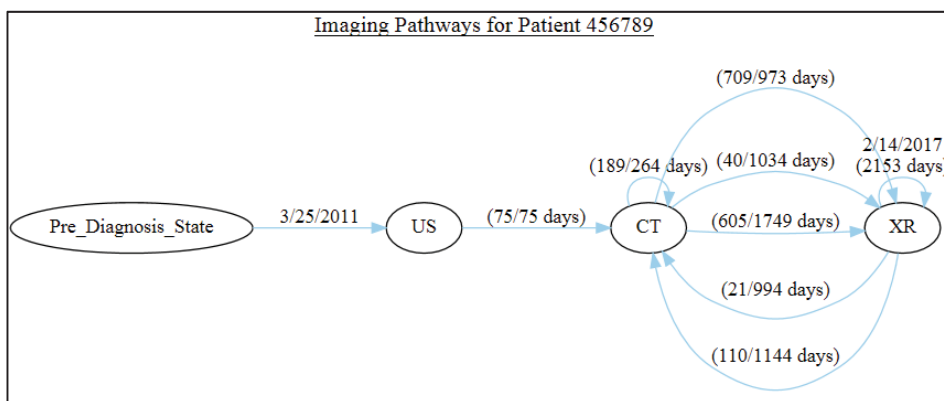 Imaging Pathways for Patient 456789
(709/973 days)
2/14/2017
(189/264 days)
(40/1034 days)
(2153 days)
Pre_Diagnosis_State
3/25/2011
US
(75/75 days)
CT
(605/1749 days)
XR
(21/994 days)
(110/1144 days)